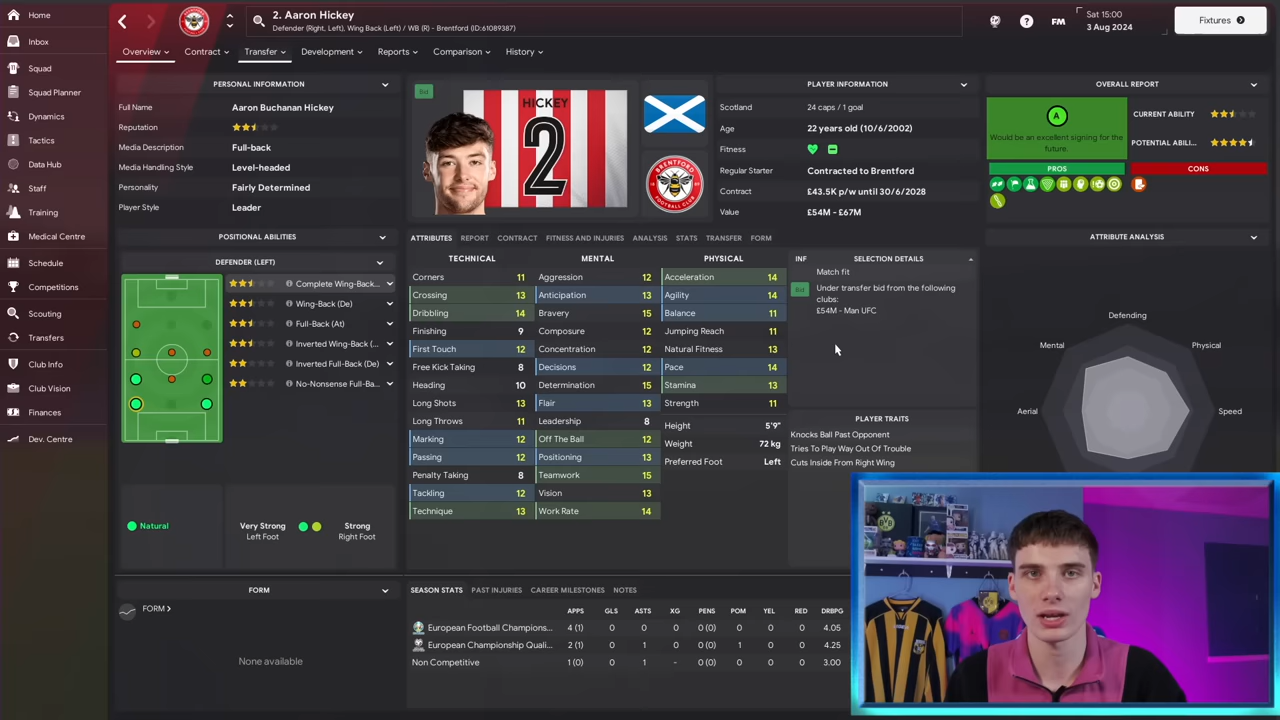 Home
Inbox
Squad
Squad Planner
Dynamics
Tactics
Data Hub
Staff
Training
Medical Centre
Schedule
Competitions
Scouting
Transfers
Club Info
Club Vision
Finances
Dev. Centre
2. Aaron Hickey
Defender (Right, Left), Wing Back (Left) / WB (R) - Brentford (ID:61089387)
FM
Sat 15:00
3 Aug 2024
Fixtures
Overview
Contract
Transfer
Development
Reports
Comparison
History
PERSONAL INFORMATION
Full Name Aaron Buchanan Hickey
Reputation
Media Description Full-back
Media Handling Style Level-headed
Personality Fairly Determined
Player Style Leader
Bid
HICKEY
2
BRENTFORD
FOOTBALL CLUB
PLAYER INFORMATION
Scotland 24 caps / 1 goal
Age 22 years old (10/6/2002)
Fitness
Regular Starter Contracted to Brentford
Contract £43.5K p/w until 30/6/2028
Value £54M - £67M
OVERALL REPORT
A
Would be an excellent signing for the future.
CURRENT ABILITY
POTENTIAL ABILI...
PROS
CONS
POSITIONAL ABILITIES
DEFENDER (LEFT)
Complete Wing-Back...
Wing-Back (De)
Full-Back (At)
Inverted Wing-Back (...
Inverted Full-Back (De)
No-Nonsense Full-Ba...
Natural
Very Strong
Left Foot
Strong
Right Foot
ATTRIBUTES REPORT CONTRACT FITNESS AND INJURIES ANALYSIS STATS TRANSFER FORM
TECHNICAL
Corners 11
Crossing 13
Dribbling 14
Finishing 9
First Touch 12
Free Kick Taking 8
Heading 10
Long Shots 13
Long Throws 11
Marking 12
Passing 12
Penalty Taking 8
Tackling 12
Technique 13
MENTAL
Aggression 12
Anticipation 13
Bravery 15
Composure 12
Concentration 12
Decisions 12
Determination 15
Flair 13
Leadership 8
Off The Ball 12
Positioning 13
Teamwork 15
Vision 13
Work Rate 14
PHYSICAL
Acceleration 14
Agility 14
Balance 11
Jumping Reach 11
Natural Fitness 13
Pace 14
Stamina 13
Strength 11
Height 5'9"
Weight 72 kg
Preferred Foot Left
INF SELECTION DETAILS
Match fit
Bid
Under transfer bid from the following
clubs:
£54M - Man UFC
PLAYER TRAITS
Knocks Ball Past Opponent
Tries To Play Way Out Of Trouble
Cuts Inside From Right Wing
ATTRIBUTE ANALYSIS
Defending
Mental
Physical
Aerial
Speed
FORM
FORM
None available
SEASON STATS PAST INJURIES CAREER MILESTONES NOTES
APPS GLS ASTS XG PENS POM YEL RED DRBPG
European Football Champions... 4 (1) 0 0 0 0 (0) 0 0 0 4.05
European Championship Quali... 2 (1) 0 1 0 0 (0) 1 0 0 4.25
Non Competitive 1 (0) 0 1 - 0 (0) 0 0 0 3.00
BVB
09